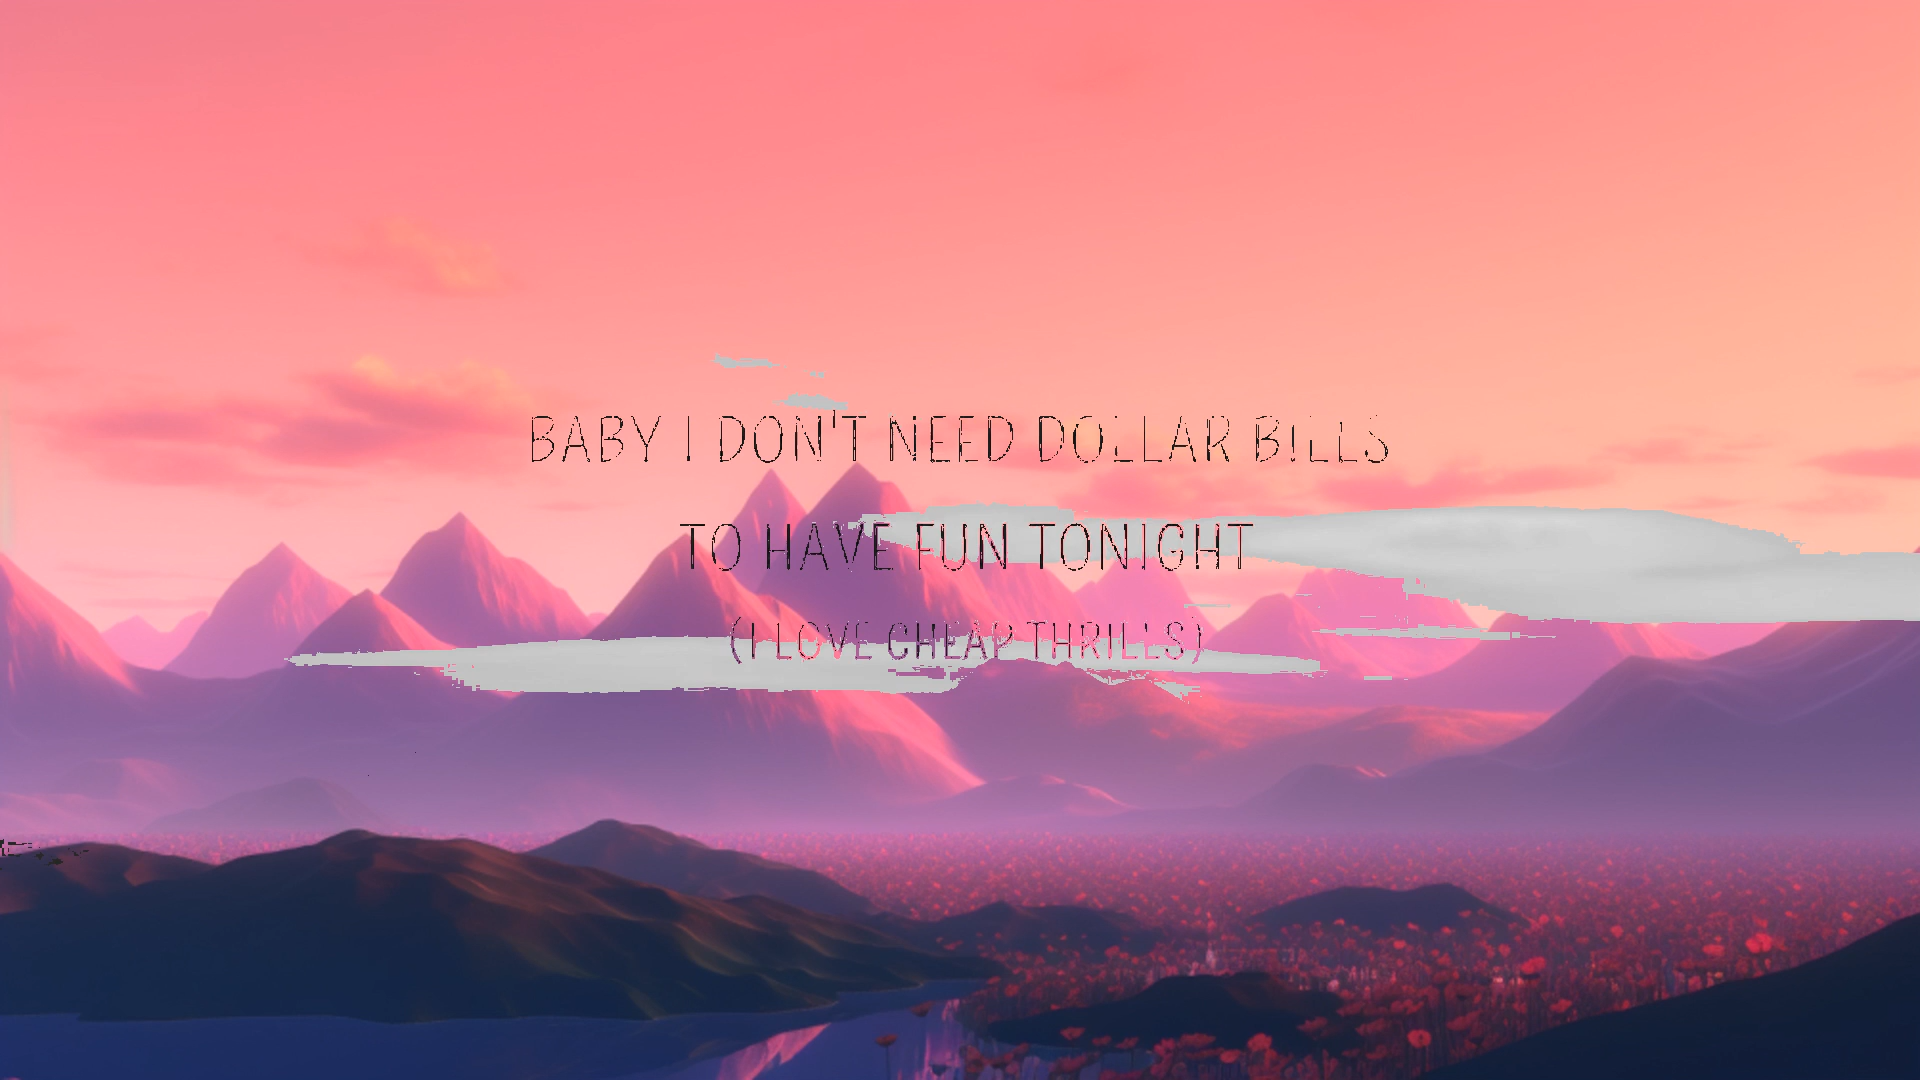 BABY I DON'T NEED DOLLAR BILLS
TO HAVE FUN TONIGHT
(I LOVE CHEAP THRILLS)